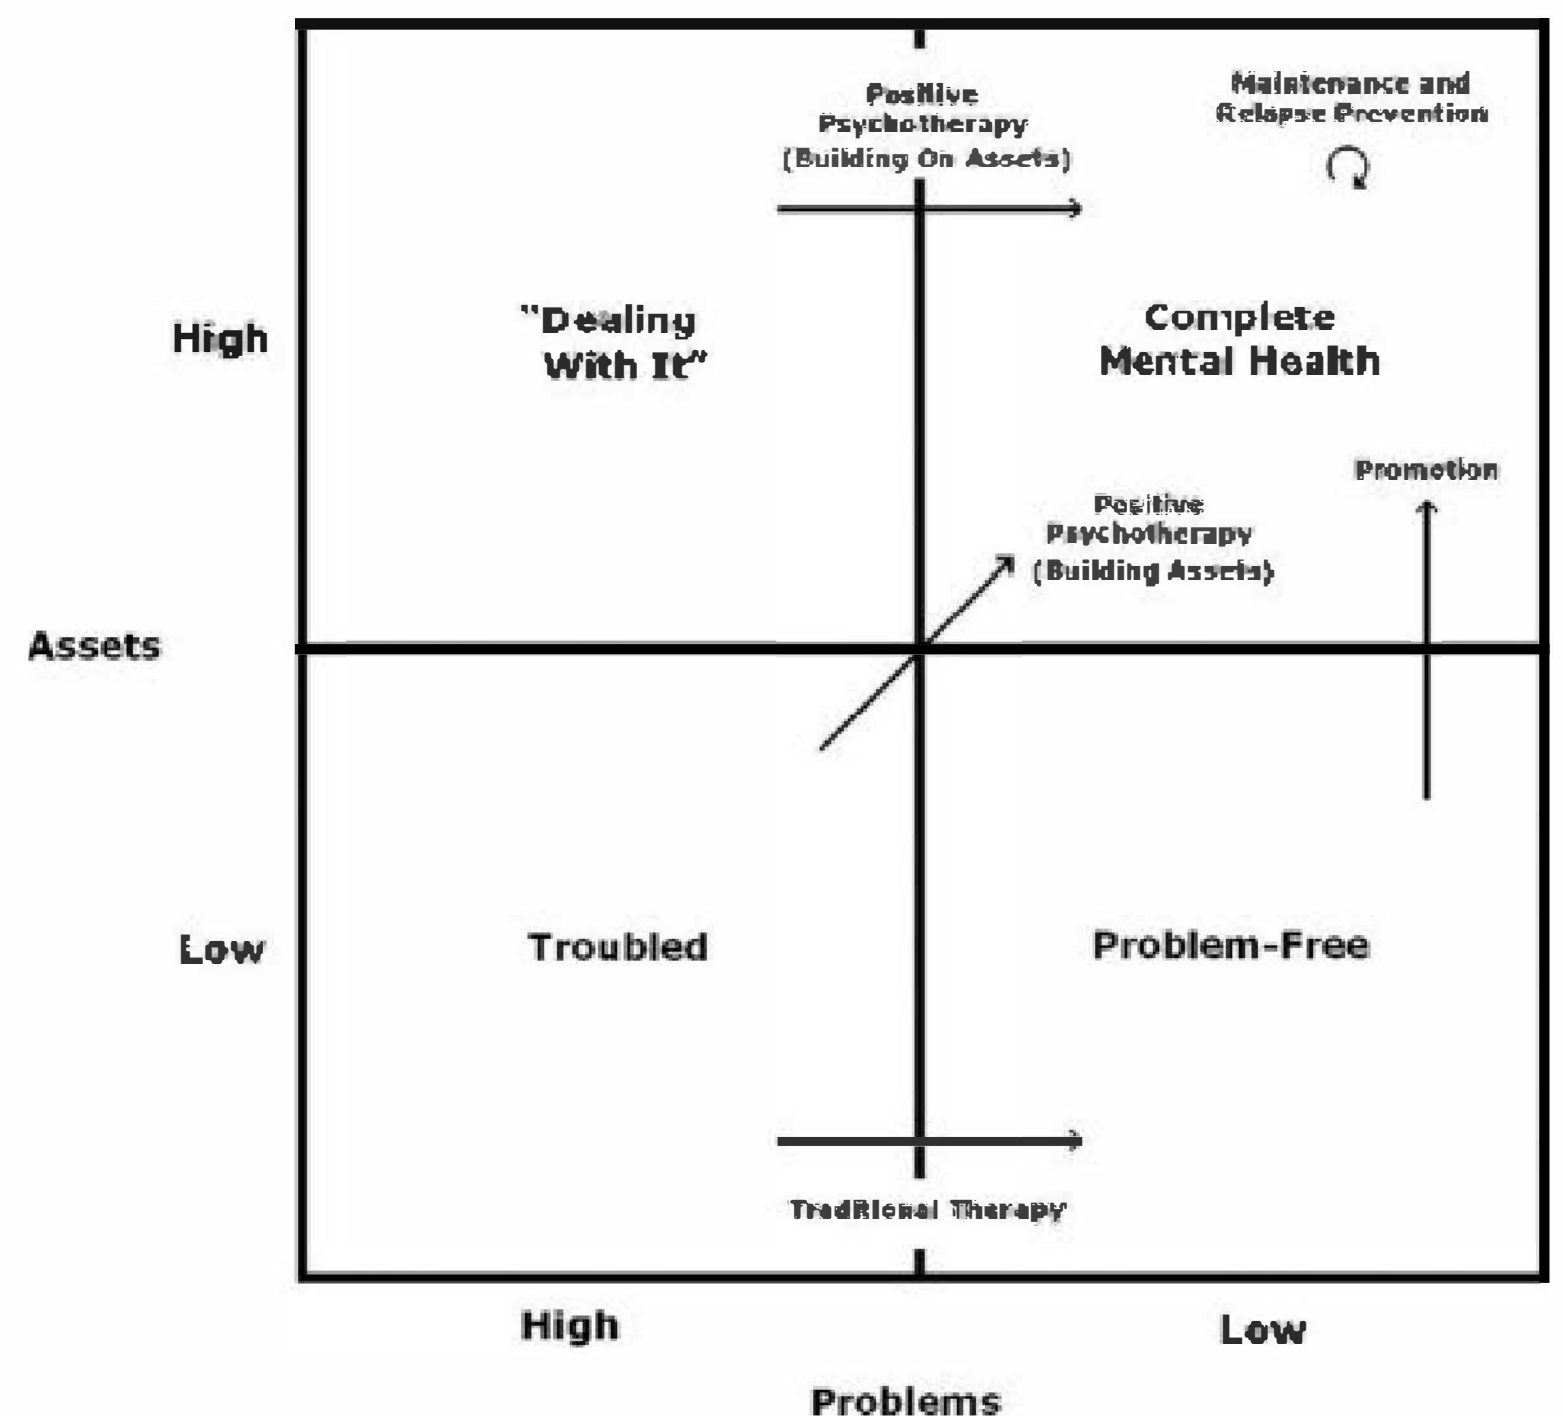 Positive
Psychotherapy
(Building On Assets)
Maintenance and
Relapse Prevention
High
"Dealing
With It"
Complete
Mental Health
Promotion
Positive
Psychotherapy
(Building Assets)
Assets
Low
Troubled
Problem-Free
Traditional Therapy
High
Low
Problems